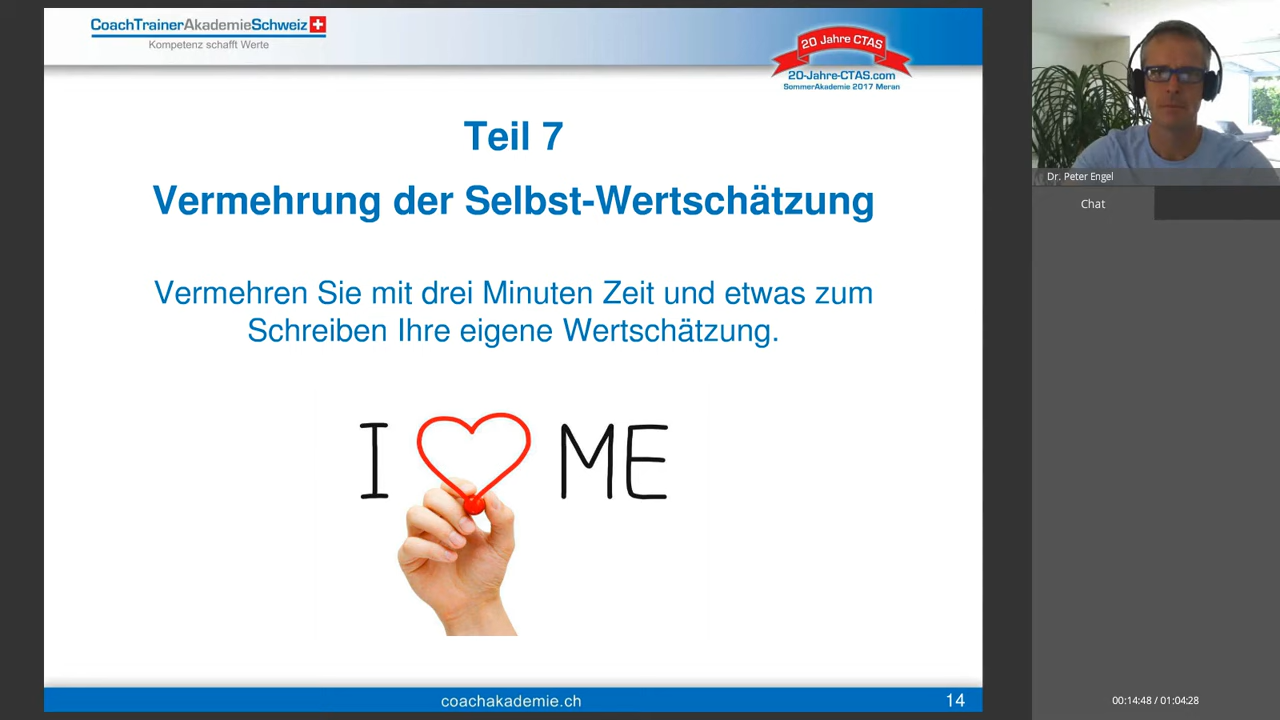 CoachTrainerAkademieSchweiz
Kompetenz schafft Werte
20 Jahre CTAS
20-Jahre-CTAS.com
SommerAkademie 2017 Meran
Teil 7
Vermehrung der Selbst-Wertschätzung
Vermehren Sie mit drei Minuten Zeit und etwas zum
Schreiben Ihre eigene Wertschätzung.
I ME
coachakademie.ch
14
Dr. Peter Engel
Chat
00:14:48 / 01:04:28